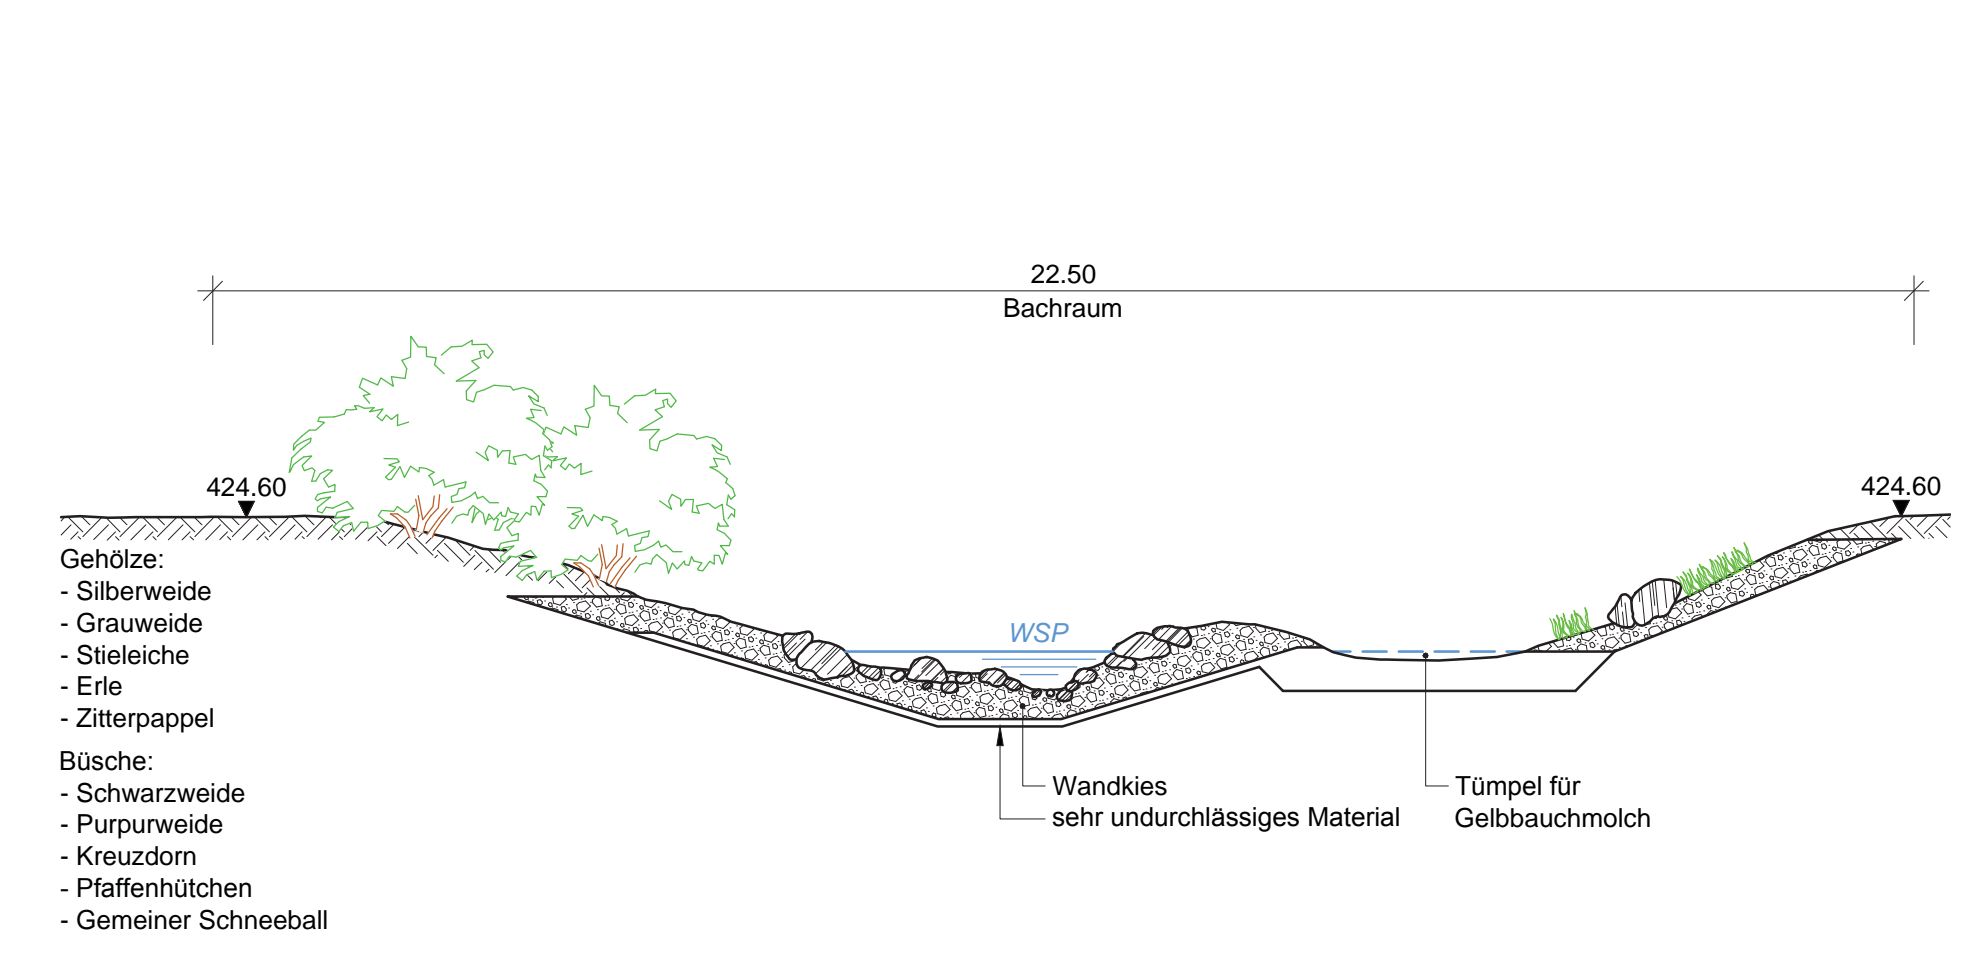 22.50
Bachraum
424.60
424.60
WSP
Gehölze:
- Silberweide
- Grauweide
- Stieleiche
- Erle
- Zitterpappel
Büsche:
- Schwarzweide
- Purpurweide
- Kreuzdorn
- Pfaffenhütchen
- Gemeiner Schneeball
Wandkies
sehr undurchlässiges Material
Tümpel für
Gelbbauchmolch